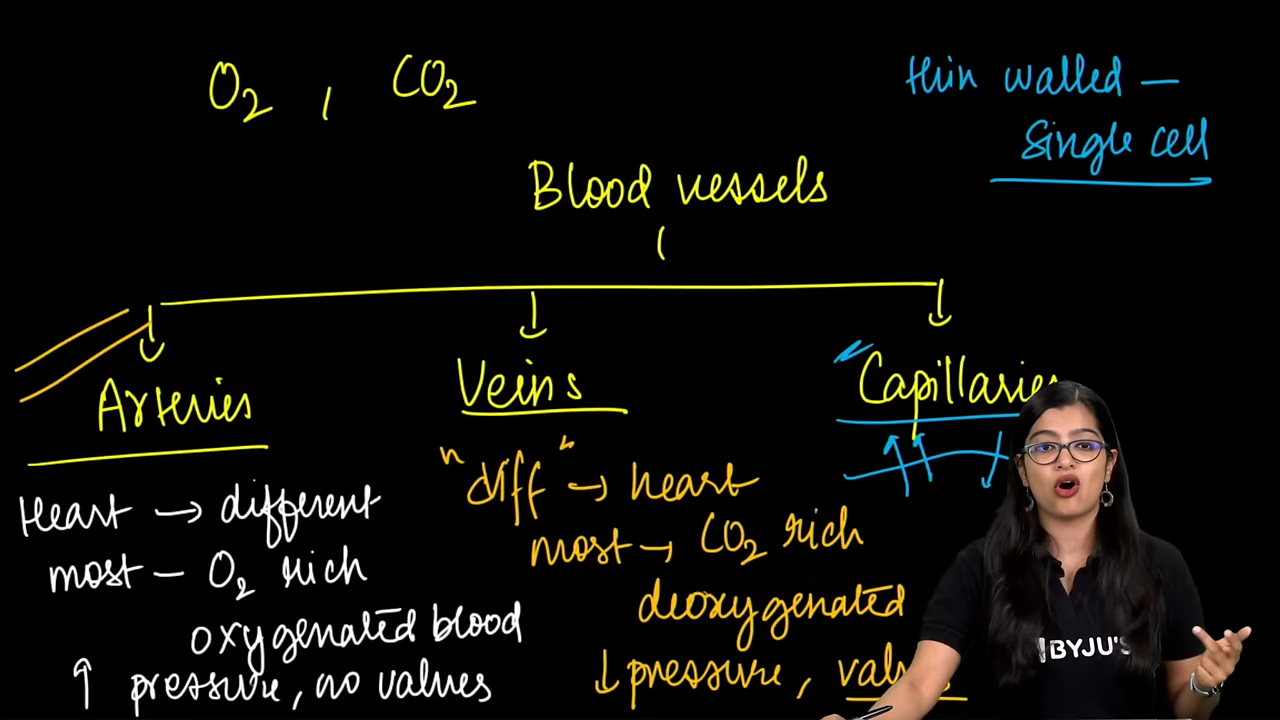 O2 , CO2
thin walled —
single cell
Blood vessels
Arteries
Veins
Capillaries
Heart → different
most – O2 rich
oxygenated blood
↑ pressure, no values
"diff" → heart
most → CO2 rich
deoxygenated
↓ pressure,
BYJU'S